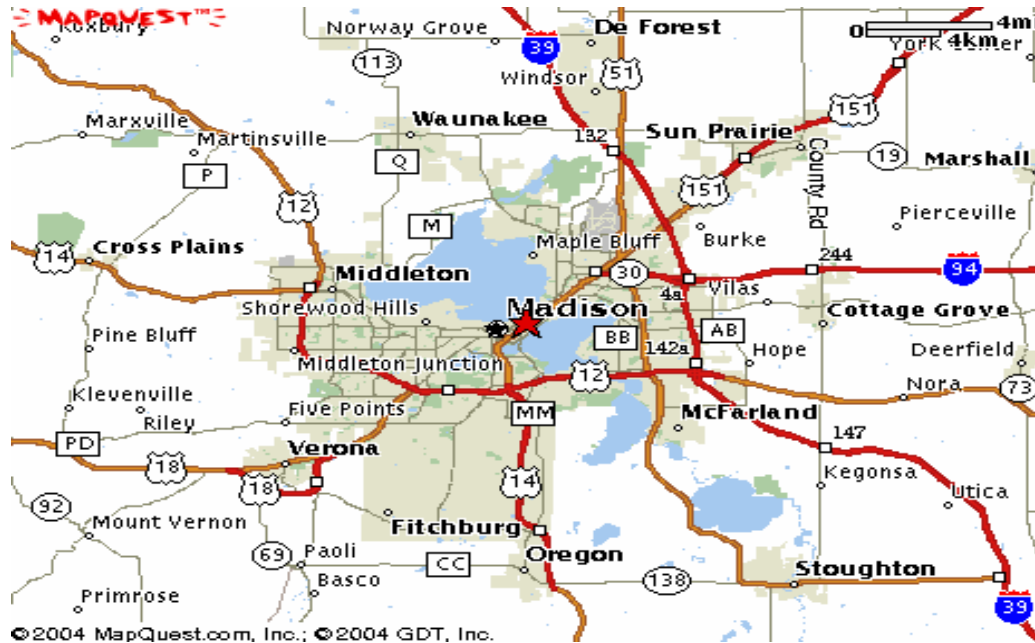 MAPQUEST™
Roxbury
Norway Grove
De Forest
0 4m
4km
39
113
Windsor
51
151
Marxville
Martinsville
Waunakee
132
Sun Prairie
19
Marshall
P
Q
12
M
151
County Rd
Pierceville
14
Cross Plains
Maple Bluff
Burke
244
Middleton
30
94
4a
Vilas
Shorewood Hills
Madison
Cottage Grove
Pine Bluff
BB
AB
142a
Hope
Deerfield
Middleton Junction
12
Klevenville
Riley
Five Points
MM
McFarland
Nora
73
PD
18
Verona
147
18
14
Kegonsa
Utica
92
Mount Vernon
Fitchburg
69
Paoli
CC
Oregon
138
Stoughton
Basco
Primrose
39
©2004 MapQuest.com, Inc.; ©2004 GDT, Inc.